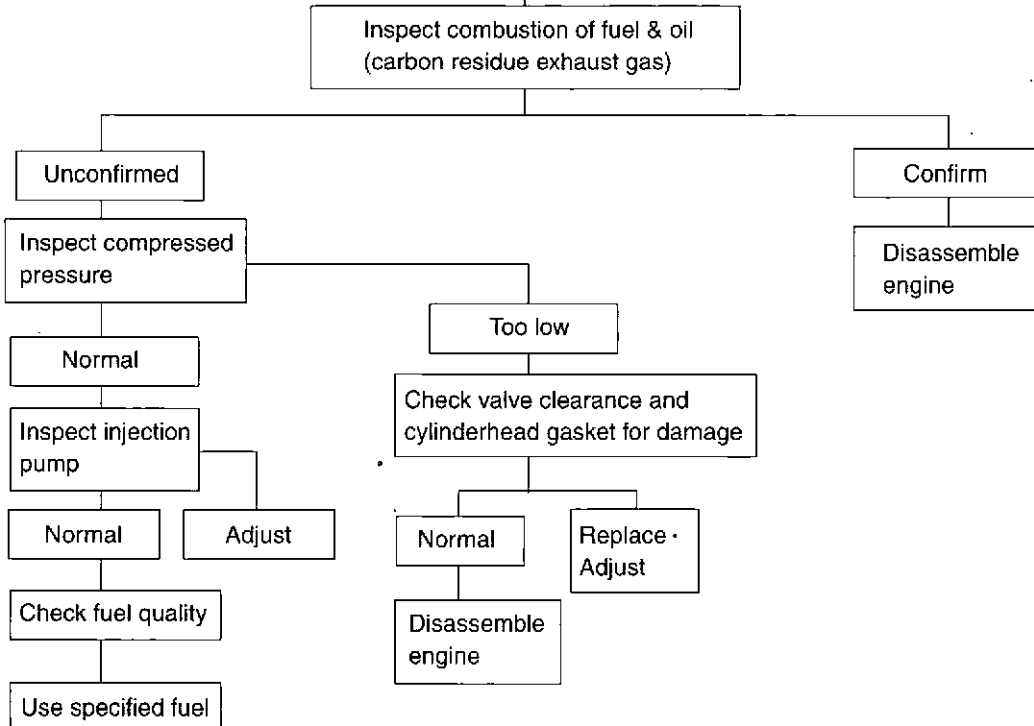 Inspect combustion of fuel & oil
(carbon residue exhaust gas)
Unconfirmed
Confirm
Inspect compressed
pressure
Disassemble
engine
Too low
Normal
Check valve clearance and
cylinderhead gasket for damage
Inspect injection
pump
Normal
Adjust
Normal
Replace ·
Adjust
Check fuel quality
Disassemble
engine
Use specified fuel